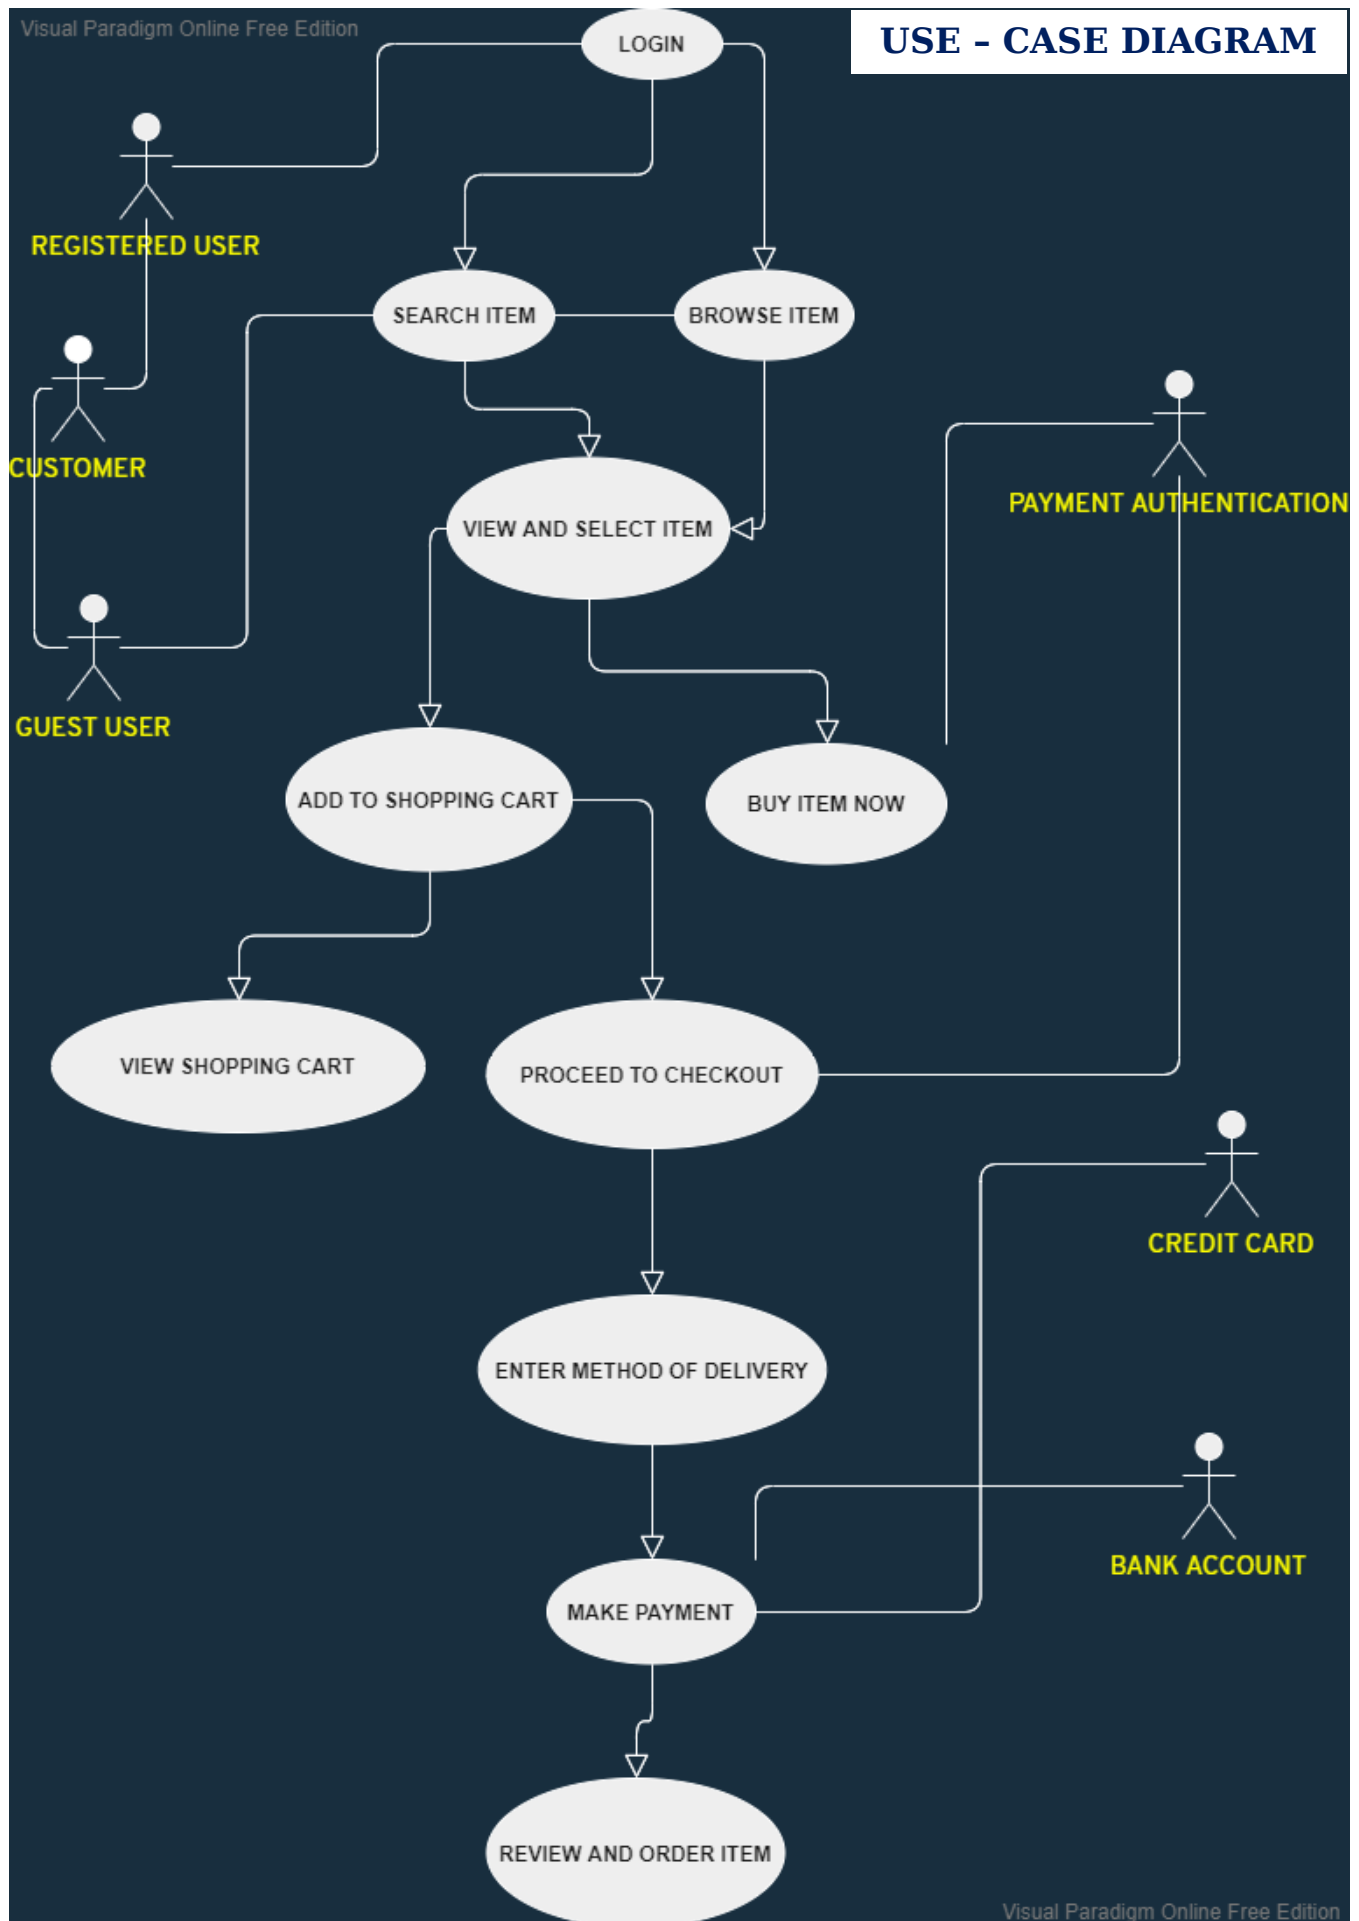 Visual Paradigm Online Free Edition
USE – CASE DIAGRAM
LOGIN
REGISTERED USER
SEARCH ITEM
BROWSE ITEM
CUSTOMER
PAYMENT AUTHENTICATION
VIEW AND SELECT ITEM
GUEST USER
ADD TO SHOPPING CART
BUY ITEM NOW
VIEW SHOPPING CART
PROCEED TO CHECKOUT
CREDIT CARD
ENTER METHOD OF DELIVERY
BANK ACCOUNT
MAKE PAYMENT
REVIEW AND ORDER ITEM
Visual Paradigm Online Free Edition